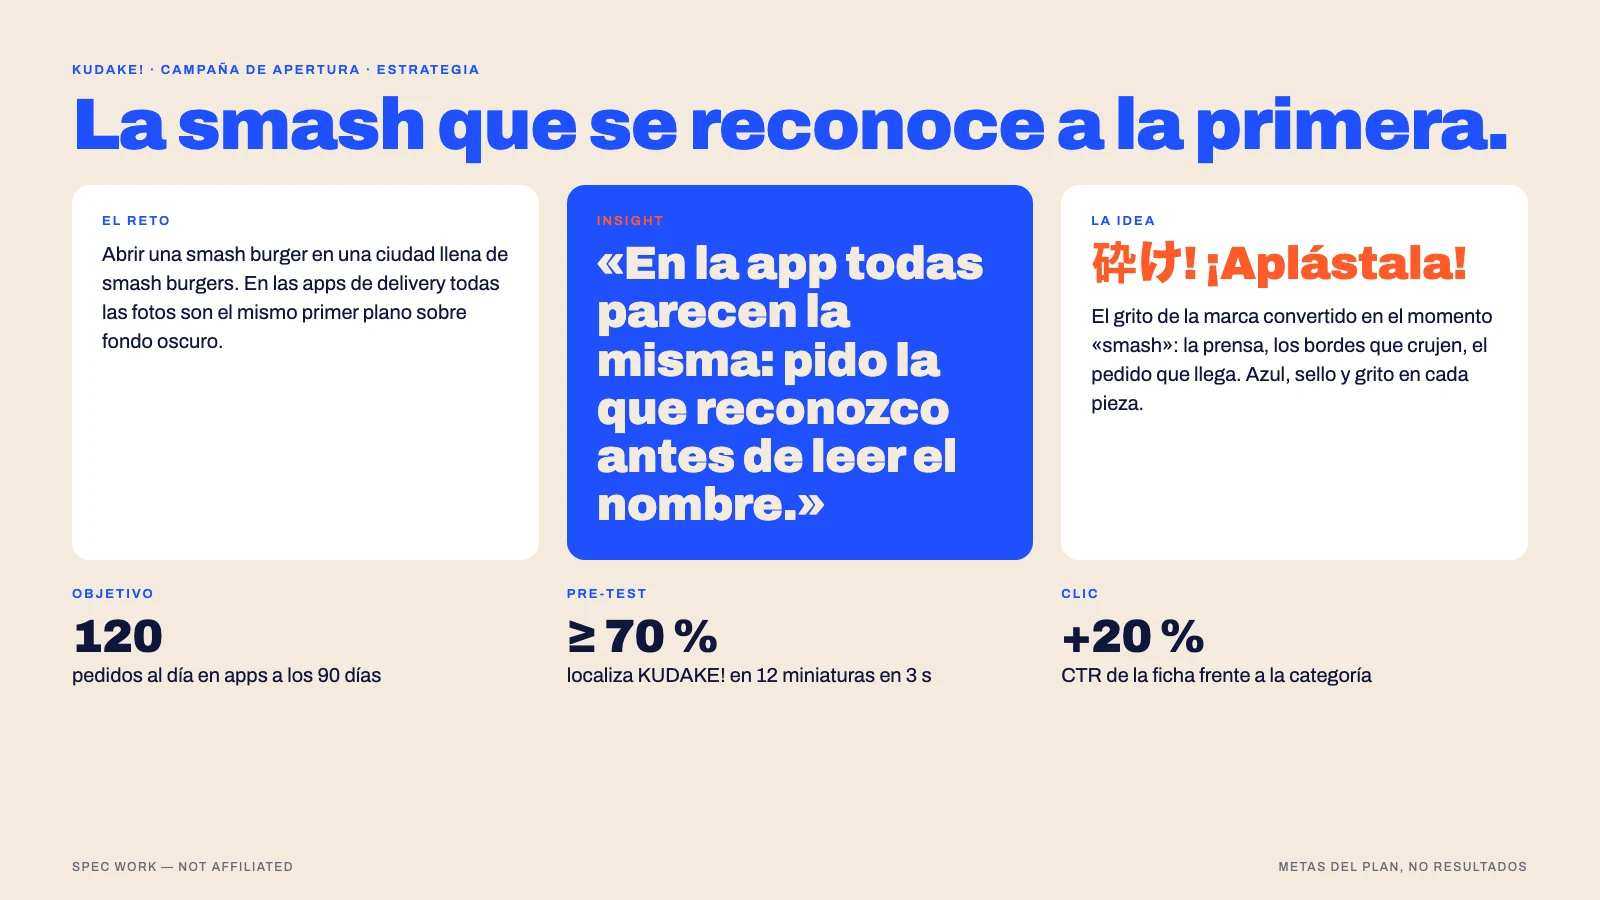 KUDAKE! · CAMPAÑA DE APERTURA · ESTRATEGIA
La smash que se reconoce a la primera.
EL RETO
Abrir una smash burger en una ciudad llena de
smash burgers. En las apps de delivery todas
las fotos son el mismo primer plano sobre
fondo oscuro.
INSIGHT
«En la app todas
parecen la
misma: pido la
que reconozco
antes de leer el
nombre.»
LA IDEA
砕け! ¡Aplástala!
El grito de la marca convertido en el momento
«smash»: la prensa, los bordes que crujen, el
pedido que llega. Azul, sello y grito en cada
pieza.
OBJETIVO
120
pedidos al día en apps a los 90 días
PRE-TEST
≥ 70 %
localiza KUDAKE! en 12 miniaturas en 3 s
CLIC
+20 %
CTR de la ficha frente a la categoría
SPEC WORK — NOT AFFILIATED
METAS DEL PLAN, NO RESULTADOS